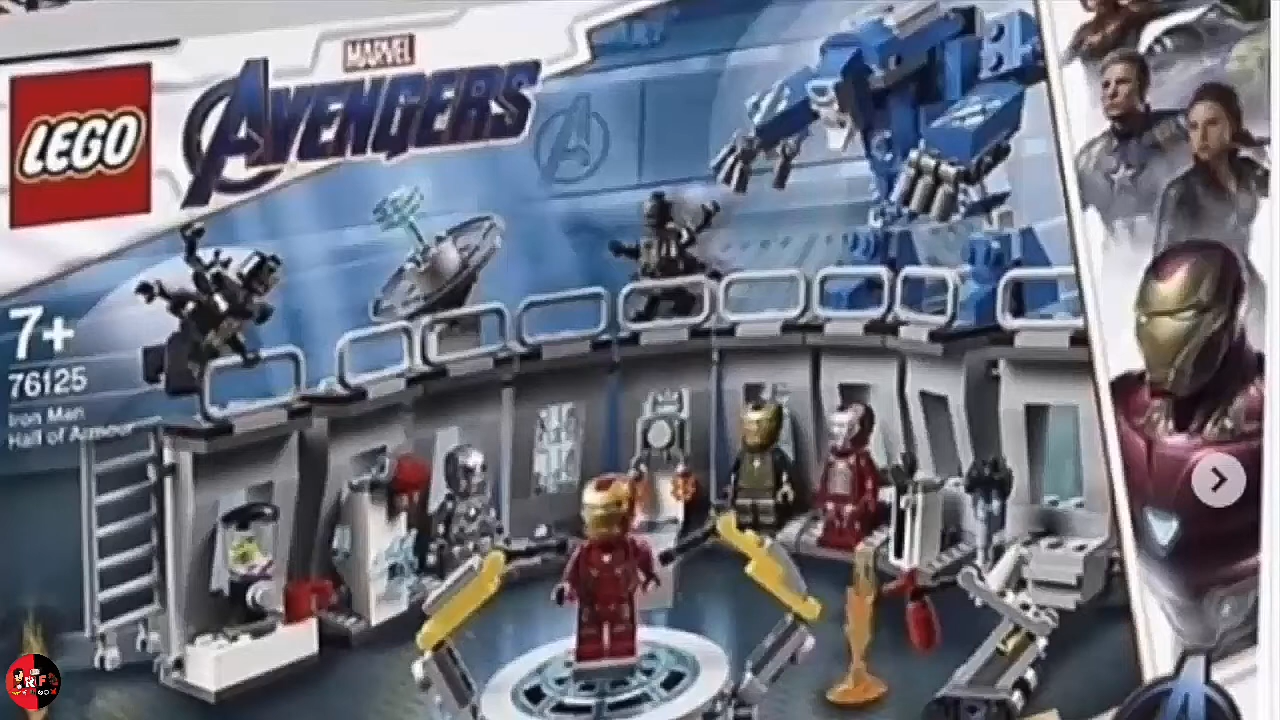 MARVEL
LEGO
AVENGERS
7+
76125
Iron Man
Hall of Armour